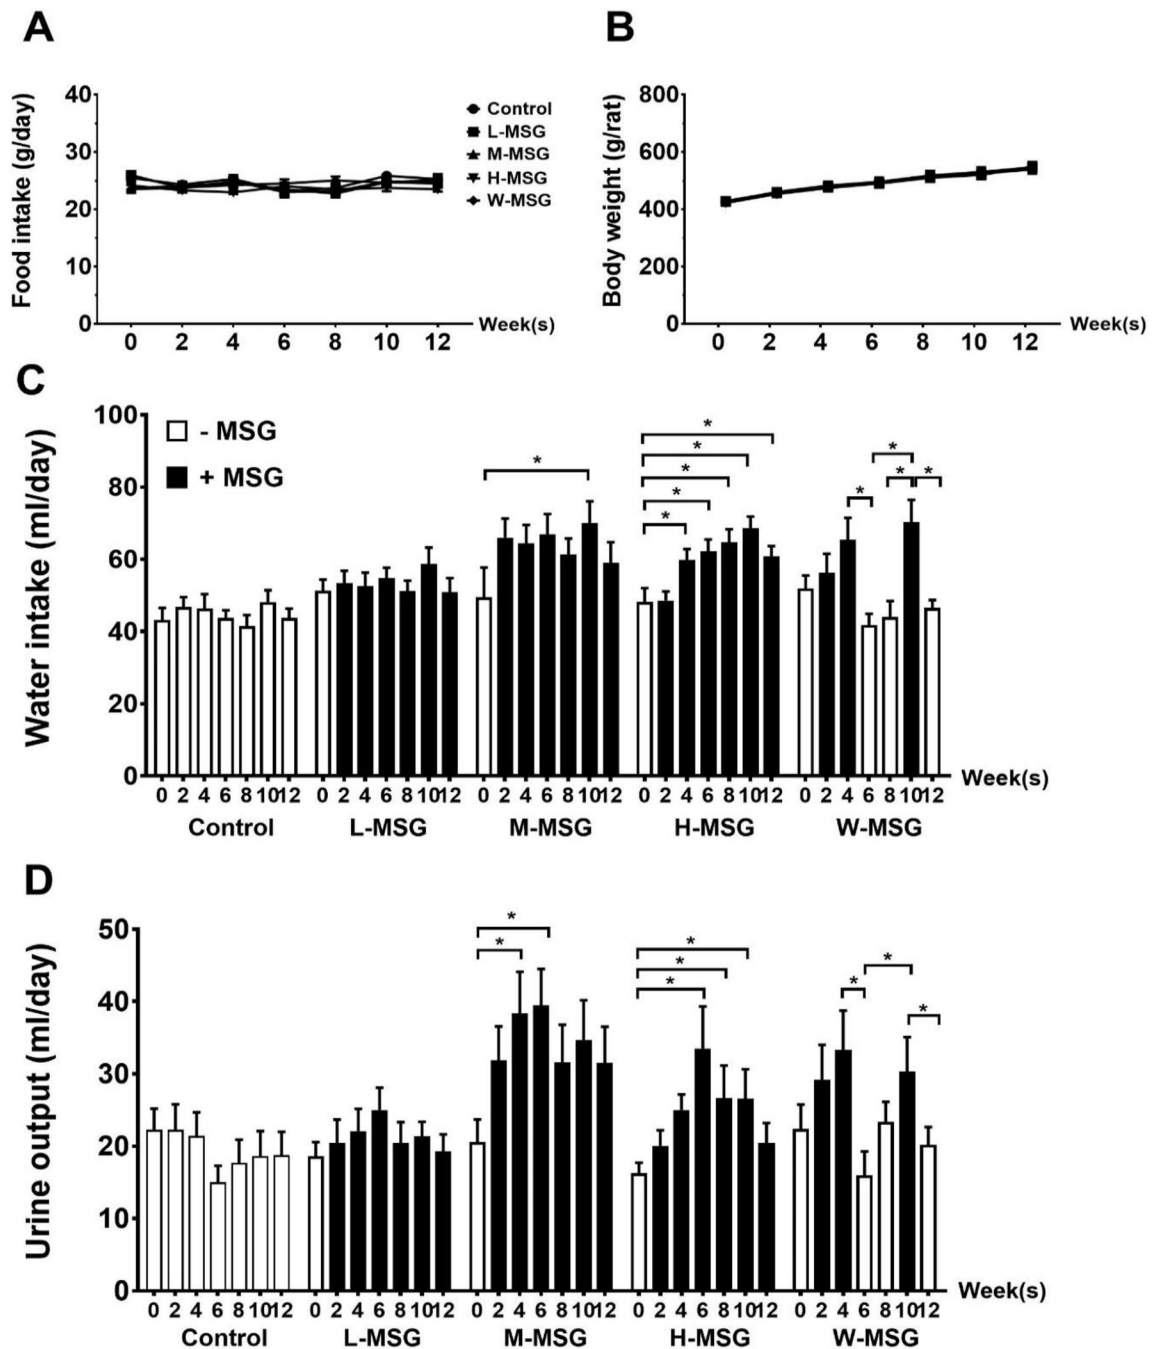 A
Food intake (g/day)
40
30
20
10
0
0 2 4 6 8 10 12
Week(s)
Control
L-MSG
M-MSG
H-MSG
W-MSG
B
Body weight (g/rat)
800
600
400
200
0
0 2 4 6 8 10 12
Week(s)
C
Water intake (ml/day)
100
80
60
40
20
0
- MSG
+ MSG
*
*
*
*
*
*
*
*
*
*
0 2 4 6 8 10 12 0 2 4 6 8 10 12 0 2 4 6 8 10 12 0 2 4 6 8 10 12 0 2 4 6 8 10 12
Week(s)
Control L-MSG M-MSG H-MSG W-MSG
D
Urine output (ml/day)
50
40
30
20
10
0
*
*
*
*
*
*
*
*
0 2 4 6 8 10 12 0 2 4 6 8 10 12 0 2 4 6 8 10 12 0 2 4 6 8 10 12 0 2 4 6 8 10 12
Week(s)
Control L-MSG M-MSG H-MSG W-MSG